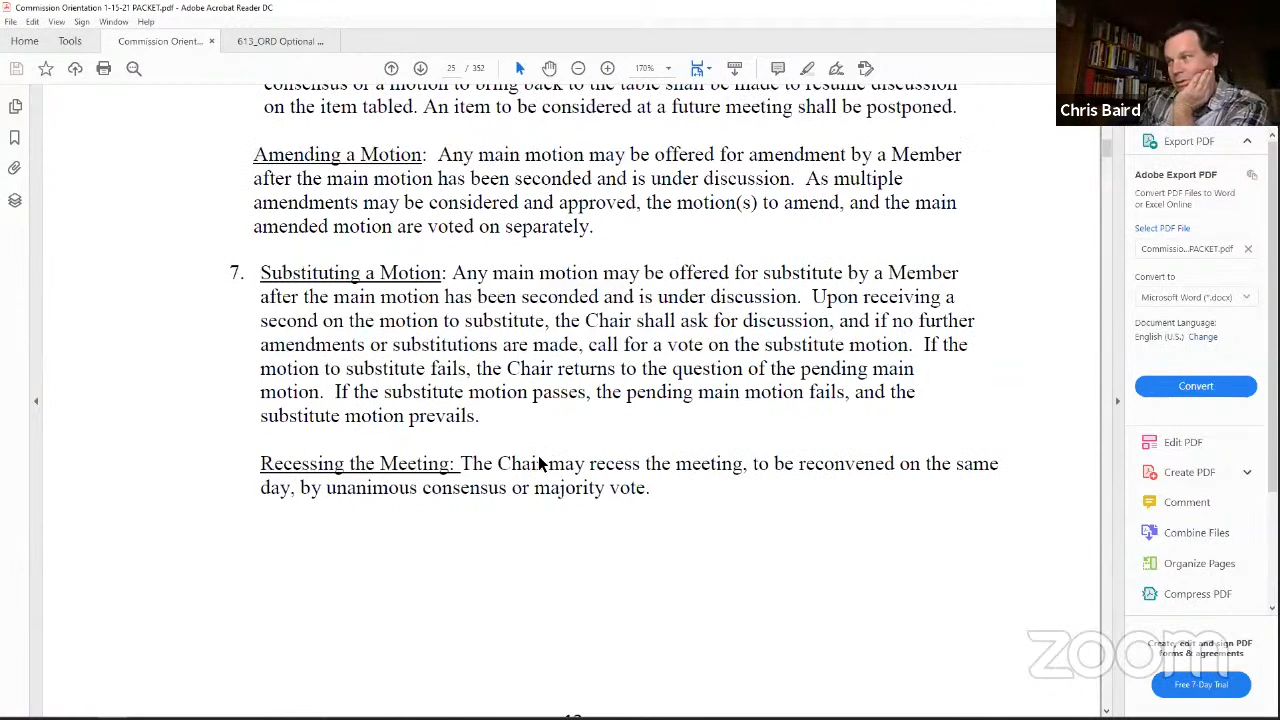 Commission Orientation 1-15-21 PACKET.pdf - Adobe Acrobat Reader DC
File Edit View Sign Window Help
Home Tools Commission Orient... × 613_ORD Optional ...
25 / 352 170%
Chris Baird
consensus or a motion to bring back to the table shall be made to resume discussion
on the item tabled. An item to be considered at a future meeting shall be postponed.
Amending a Motion: Any main motion may be offered for amendment by a Member
after the main motion has been seconded and is under discussion. As multiple
amendments may be considered and approved, the motion(s) to amend, and the main
amended motion are voted on separately.
7. Substituting a Motion: Any main motion may be offered for substitute by a Member
after the main motion has been seconded and is under discussion. Upon receiving a
second on the motion to substitute, the Chair shall ask for discussion, and if no further
amendments or substitutions are made, call for a vote on the substitute motion. If the
motion to substitute fails, the Chair returns to the question of the pending main
motion. If the substitute motion passes, the pending main motion fails, and the
substitute motion prevails.
Recessing the Meeting: The Chair may recess the meeting, to be reconvened on the same
day, by unanimous consensus or majority vote.
Export PDF
Adobe Export PDF
Convert PDF Files to Word
or Excel Online
Select PDF File
Commissio...PACKET.pdf
Convert to
Microsoft Word (*.docx)
Document Language:
English (U.S.) Change
Convert
Edit PDF
Create PDF
Comment
Combine Files
Organize Pages
Compress PDF
Create, edit and sign PDF
forms & agreements
Free 7-Day Trial
zoom